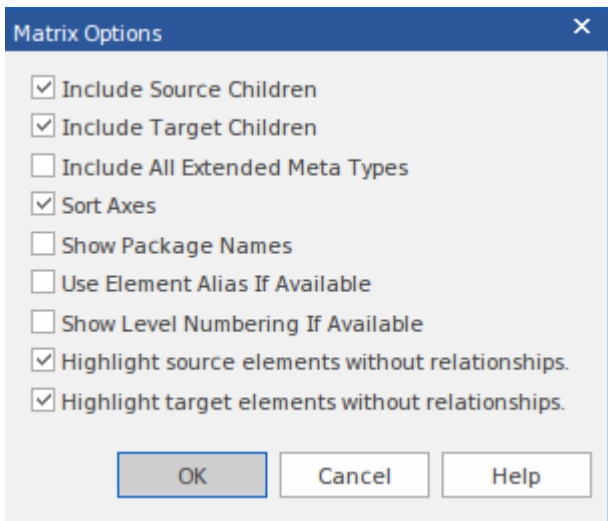 Matrix Options
Include Source Children
Include Target Children
Include All Extended Meta Types
Sort Axes
Show Package Names
Use Element Alias If Available
Show Level Numbering If Available
Highlight source elements without relationships.
Highlight target elements without relationships.
OK Cancel Help